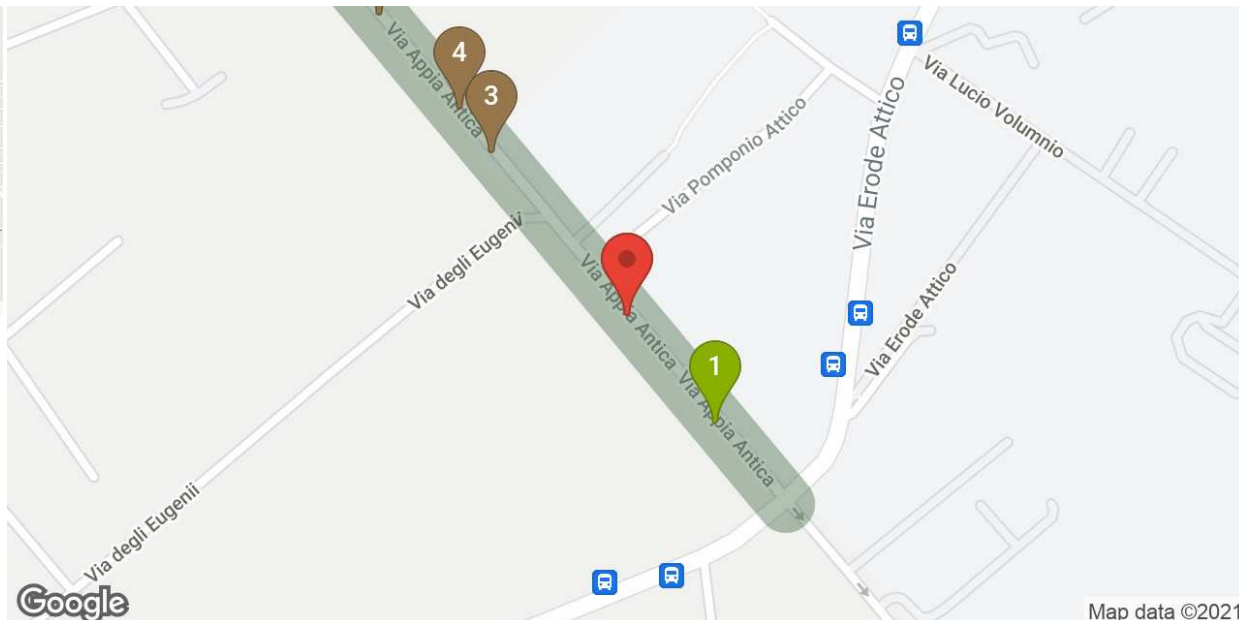 Via Appia Antica
4
3
Via Pomponio Attico
Via Erode Attico
Via Lucio Volumnio
Via degli Eugenii
Via Appia Antica
Via Appia Antica
1
Via Erode Attico
Via degli Eugenii
Google
Map data ©2021